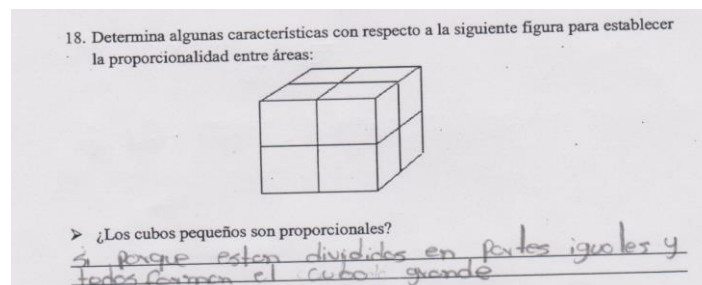 18. Determina algunas características con respecto a la siguiente figura para establecer
la proporcionalidad entre áreas:
➤ ¿Los cubos pequeños son proporcionales?
Si porque estan divididos en partes iguales y
todos forman el cubo grande